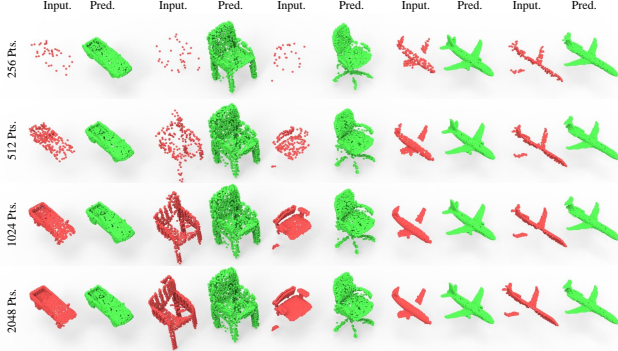 Input. Pred. Input. Pred. Input. Pred. Input. Pred. Input. Pred.
256 Pts.
512 Pts.
1024 Pts.
2048 Pts.